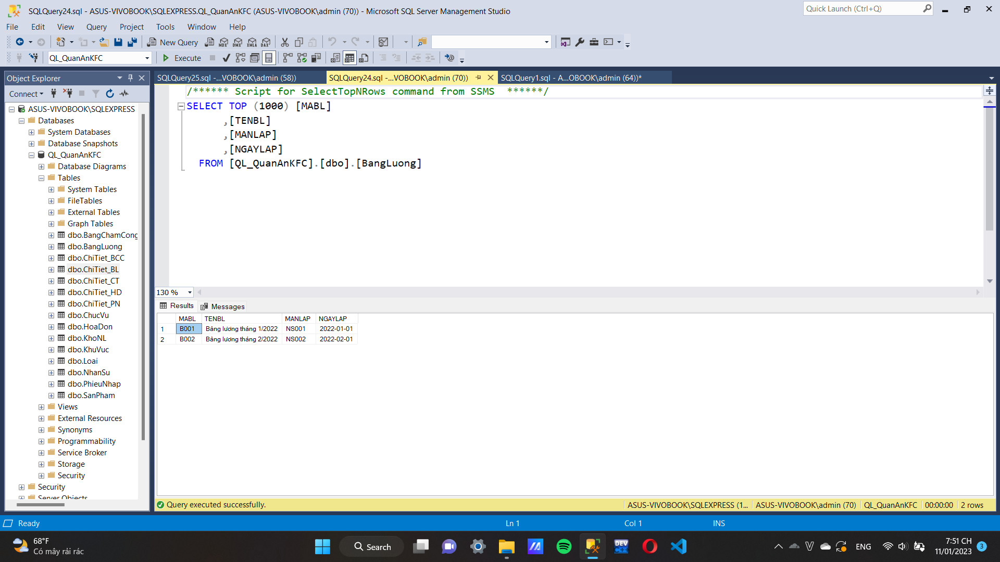 SQLQuery24.sql - ASUS-VIVOBOOK\SQLEXPRESS.QL_QuanAnKFC (ASUS-VIVOBOOK\admin (70)) - Microsoft SQL Server Management Studio
Quick Launch (Ctrl+Q)
File Edit View Query Project Tools Window Help
New Query
MDX DMX XMLA DAX
QL_QuanAnKFC
Execute
Object Explorer
Connect
ASUS-VIVOBOOK\SQLEXPRESS
Databases
System Databases
Database Snapshots
QL_QuanAnKFC
Database Diagrams
Tables
System Tables
FileTables
External Tables
Graph Tables
dbo.BangChamCong
dbo.BangLuong
dbo.ChiTiet_BCC
dbo.ChiTiet_BL
dbo.ChiTiet_CT
dbo.ChiTiet_HD
dbo.ChiTiet_PN
dbo.ChucVu
dbo.HoaDon
dbo.KhoNL
dbo.KhuVuc
dbo.Loai
dbo.NhanSu
dbo.PhieuNhap
dbo.SanPham
Views
External Resources
Synonyms
Programmability
Service Broker
Storage
Security
Security
Server Objects
SQLQuery25.sql -...VOBOOK\admin (58))
SQLQuery24.sql -...VOBOOK\admin (70))
SQLQuery1.sql - A...OBOOK\admin (64))*
/****** Script for SelectTopNRows command from SSMS ******/
SELECT TOP (1000) [MABL]
,[TENBL]
,[MANLAP]
,[NGAYLAP]
FROM [QL_QuanAnKFC].[dbo].[BangLuong]
130 %
Results Messages
MABL TENBL MANLAP NGAYLAP
1 B001 Bảng lương tháng 1/2022 NS001 2022-01-01
2 B002 Bảng lương tháng 2/2022 NS002 2022-02-01
Query executed successfully.
ASUS-VIVOBOOK\SQLEXPRESS (1... ASUS-VIVOBOOK\admin (70) QL_QuanAnKFC 00:00:00 2 rows
Ready Ln 1 Col 1 INS
68°F
Có mây rải rác
Search
DEV
ENG
7:51 CH
11/01/2023
3